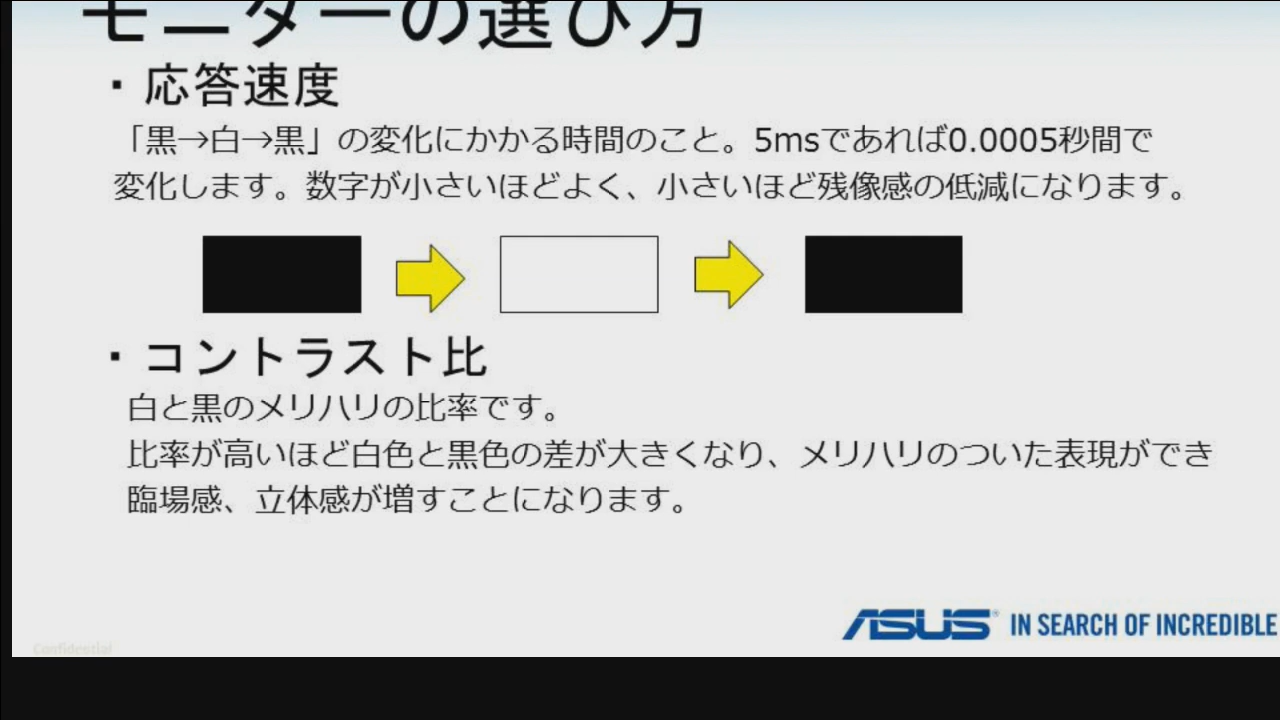 モニターの選び方
・応答速度
「黒→白→黒」の変化にかかる時間のこと。5msであれば0.0005秒間で
変化します。数字が小さいほどよく、小さいほど残像感の低減になります。
・コントラスト比
白と黒のメリハリの比率です。
比率が高いほど白色と黒色の差が大きくなり、メリハリのついた表現ができ
臨場感、立体感が増すことになります。
ASUS® IN SEARCH OF INCREDIBLE
Confidential